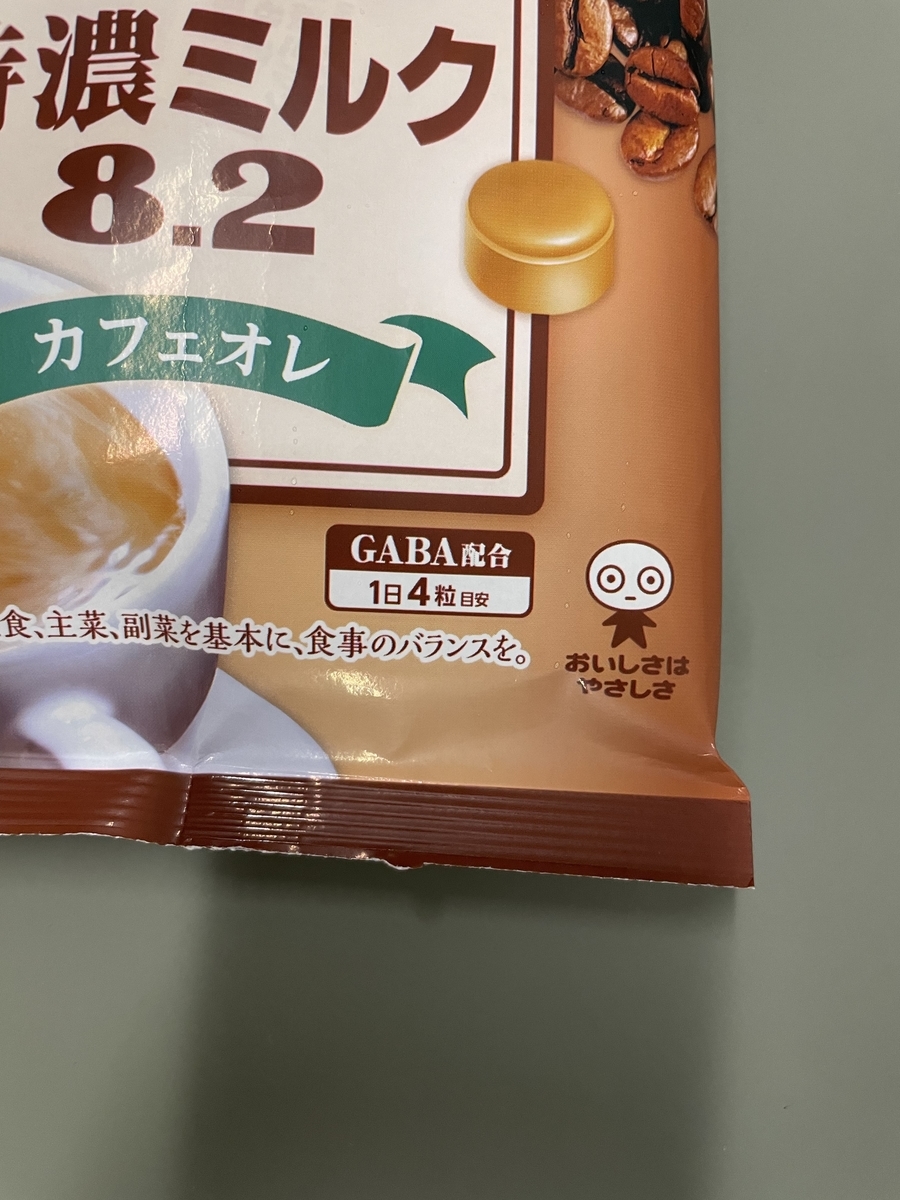 濃ミルク
8.2
カフェオレ
GABA配合
1日4粒目安
食、主菜、副菜を基本に、食事のバランスを。
おいしさは
やさしさ